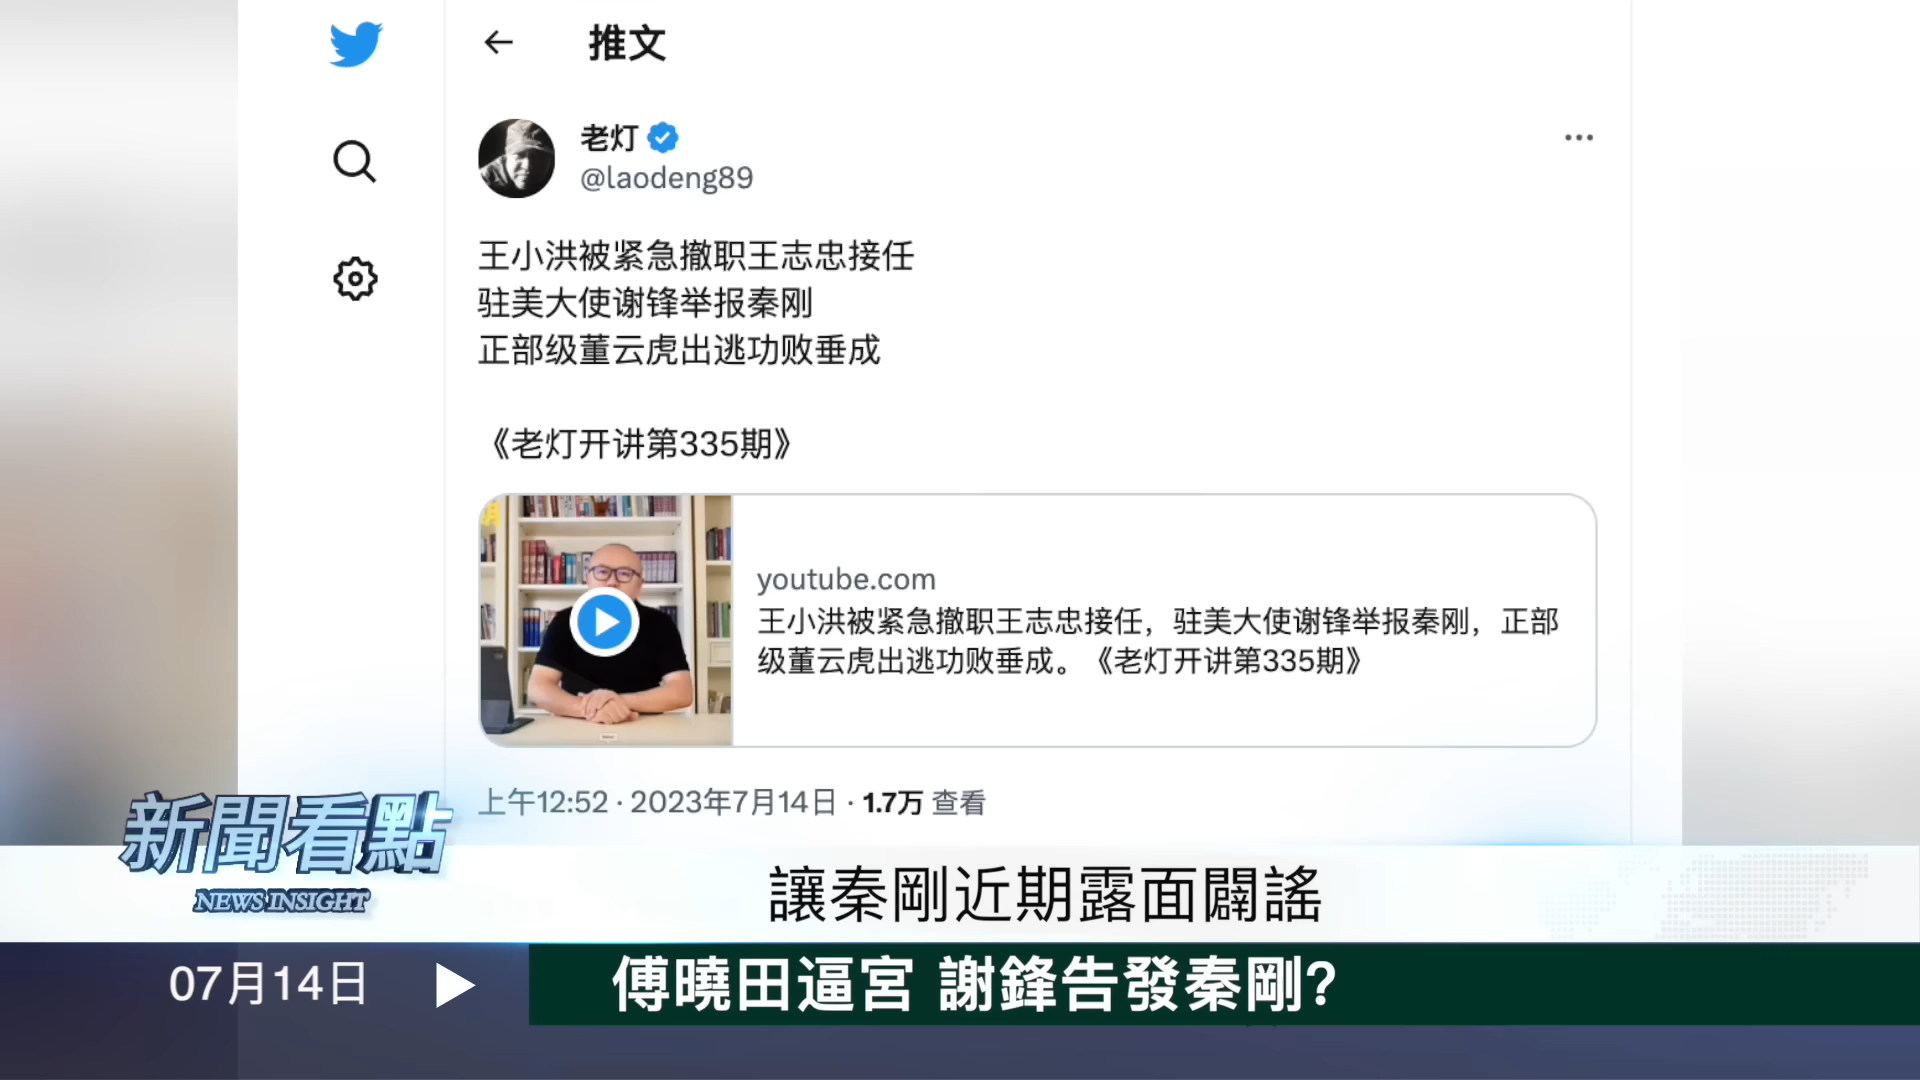 推文
老灯
@laodeng89
王小洪被紧急撤职王志忠接任
驻美大使谢锋举报秦刚
正部级董云虎出逃功败垂成
《老灯开讲第335期》
youtube.com
王小洪被紧急撤职王志忠接任，驻美大使谢锋举报秦刚，正部
级董云虎出逃功败垂成。《老灯开讲第335期》
上午12:52 · 2023年7月14日 · 1.7万 查看
新聞看點
NEWS INSIGHT
讓秦剛近期露面闢謠
07月14日
傅曉田逼宮 謝鋒告發秦剛?